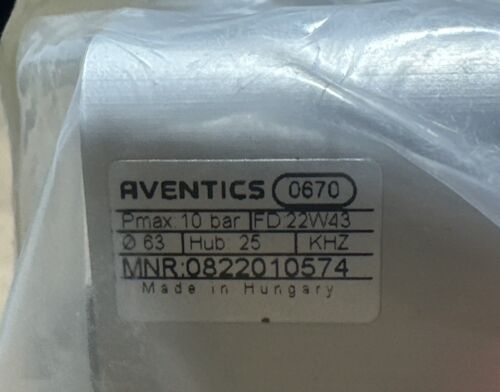 AVENTICS 0670
Pmax: 10 bar FD:22W43
Ø 63 Hub: 25 KHZ
MNR:0822010574
Made in Hungary